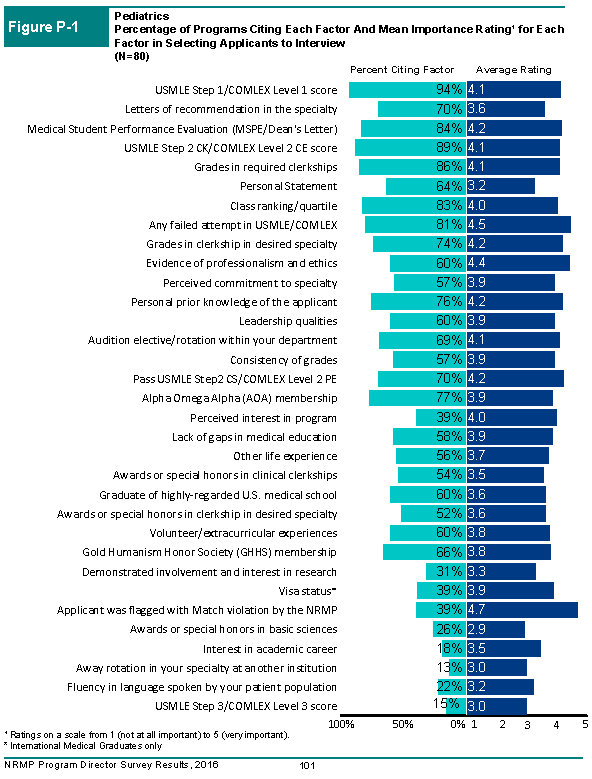 Figure P-1
Pediatrics
Percentage of Programs Citing Each Factor And Mean Importance Rating¹ for Each
Factor in Selecting Applicants to Interview
(N=80)
Percent Citing Factor Average Rating
USMLE Step 1/COMLEX Level 1 score 94% 4.1
Letters of recommendation in the specialty 70% 3.6
Medical Student Performance Evaluation (MSPE/Dean's Letter) 84% 4.2
USMLE Step 2 CK/COMLEX Level 2 CE score 89% 4.1
Grades in required clerkships 86% 4.1
Personal Statement 64% 3.2
Class ranking/quartile 83% 4.0
Any failed attempt in USMLE/COMLEX 81% 4.5
Grades in clerkship in desired specialty 74% 4.2
Evidence of professionalism and ethics 60% 4.4
Perceived commitment to specialty 57% 3.9
Personal prior knowledge of the applicant 76% 4.2
Leadership qualities 60% 3.9
Audition elective/rotation within your department 69% 4.1
Consistency of grades 57% 3.9
Pass USMLE Step2 CS/COMLEX Level 2 PE 70% 4.2
Alpha Omega Alpha (AOA) membership 77% 3.9
Perceived interest in program 39% 4.0
Lack of gaps in medical education 58% 3.9
Other life experience 56% 3.7
Awards or special honors in clinical clerkships 54% 3.5
Graduate of highly-regarded U.S. medical school 60% 3.6
Awards or special honors in clerkship in desired specialty 52% 3.6
Volunteer/extracurricular experiences 60% 3.8
Gold Humanism Honor Society (GHHS) membership 66% 3.8
Demonstrated involvement and interest in research 31% 3.3
Visa status* 39% 3.9
Applicant was flagged with Match violation by the NRMP 39% 4.7
Awards or special honors in basic sciences 26% 2.9
Interest in academic career 18% 3.5
Away rotation in your specialty at another institution 13% 3.0
Fluency in language spoken by your patient population 22% 3.2
USMLE Step 3/COMLEX Level 3 score 15% 3.0
100% 50% 0% 1 2 3 4 5
¹ Ratings on a scale from 1 (not at all important) to 5 (very important).
* International Medical Graduates only
NRMP Program Director Survey Results, 2016 101